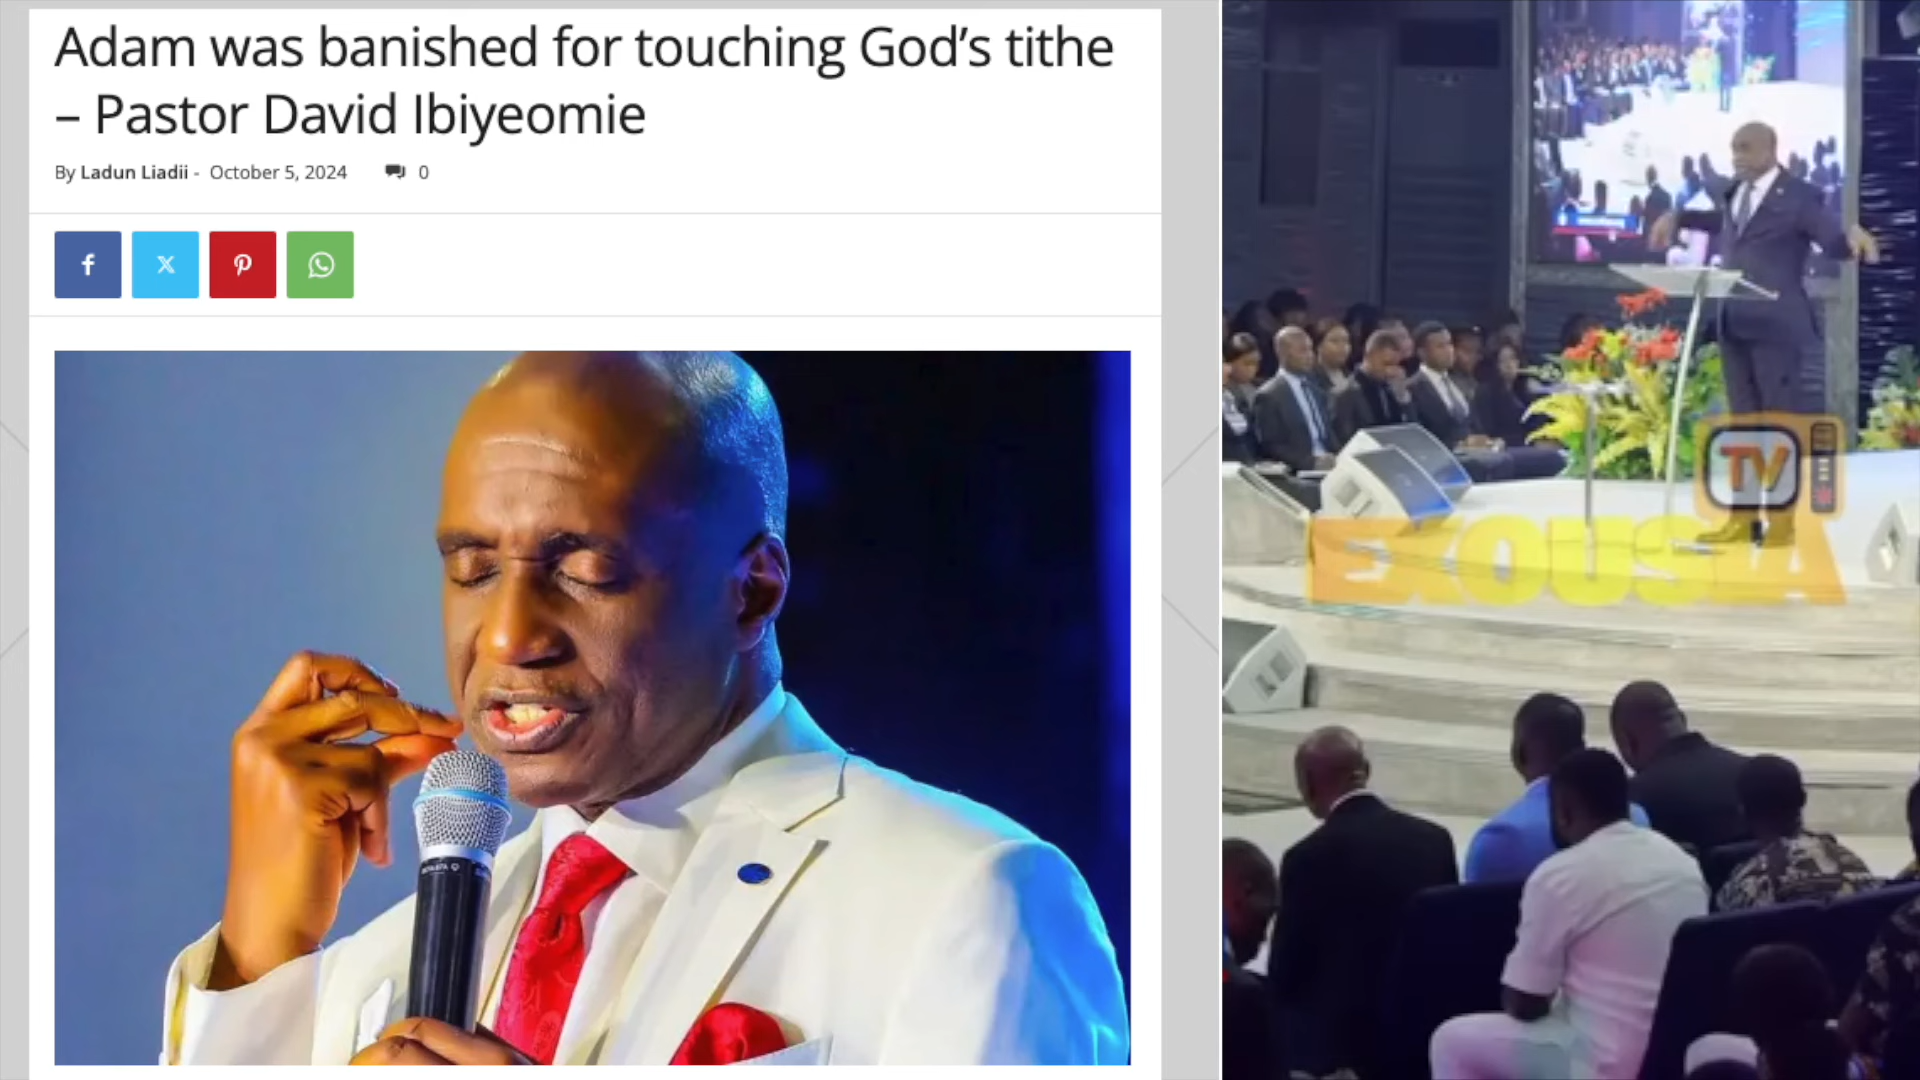 Adam was banished for touching God's tithe
– Pastor David Ibiyeomie
By Ladun Liadii - October 5, 2024 0
TV
EXOUSIA